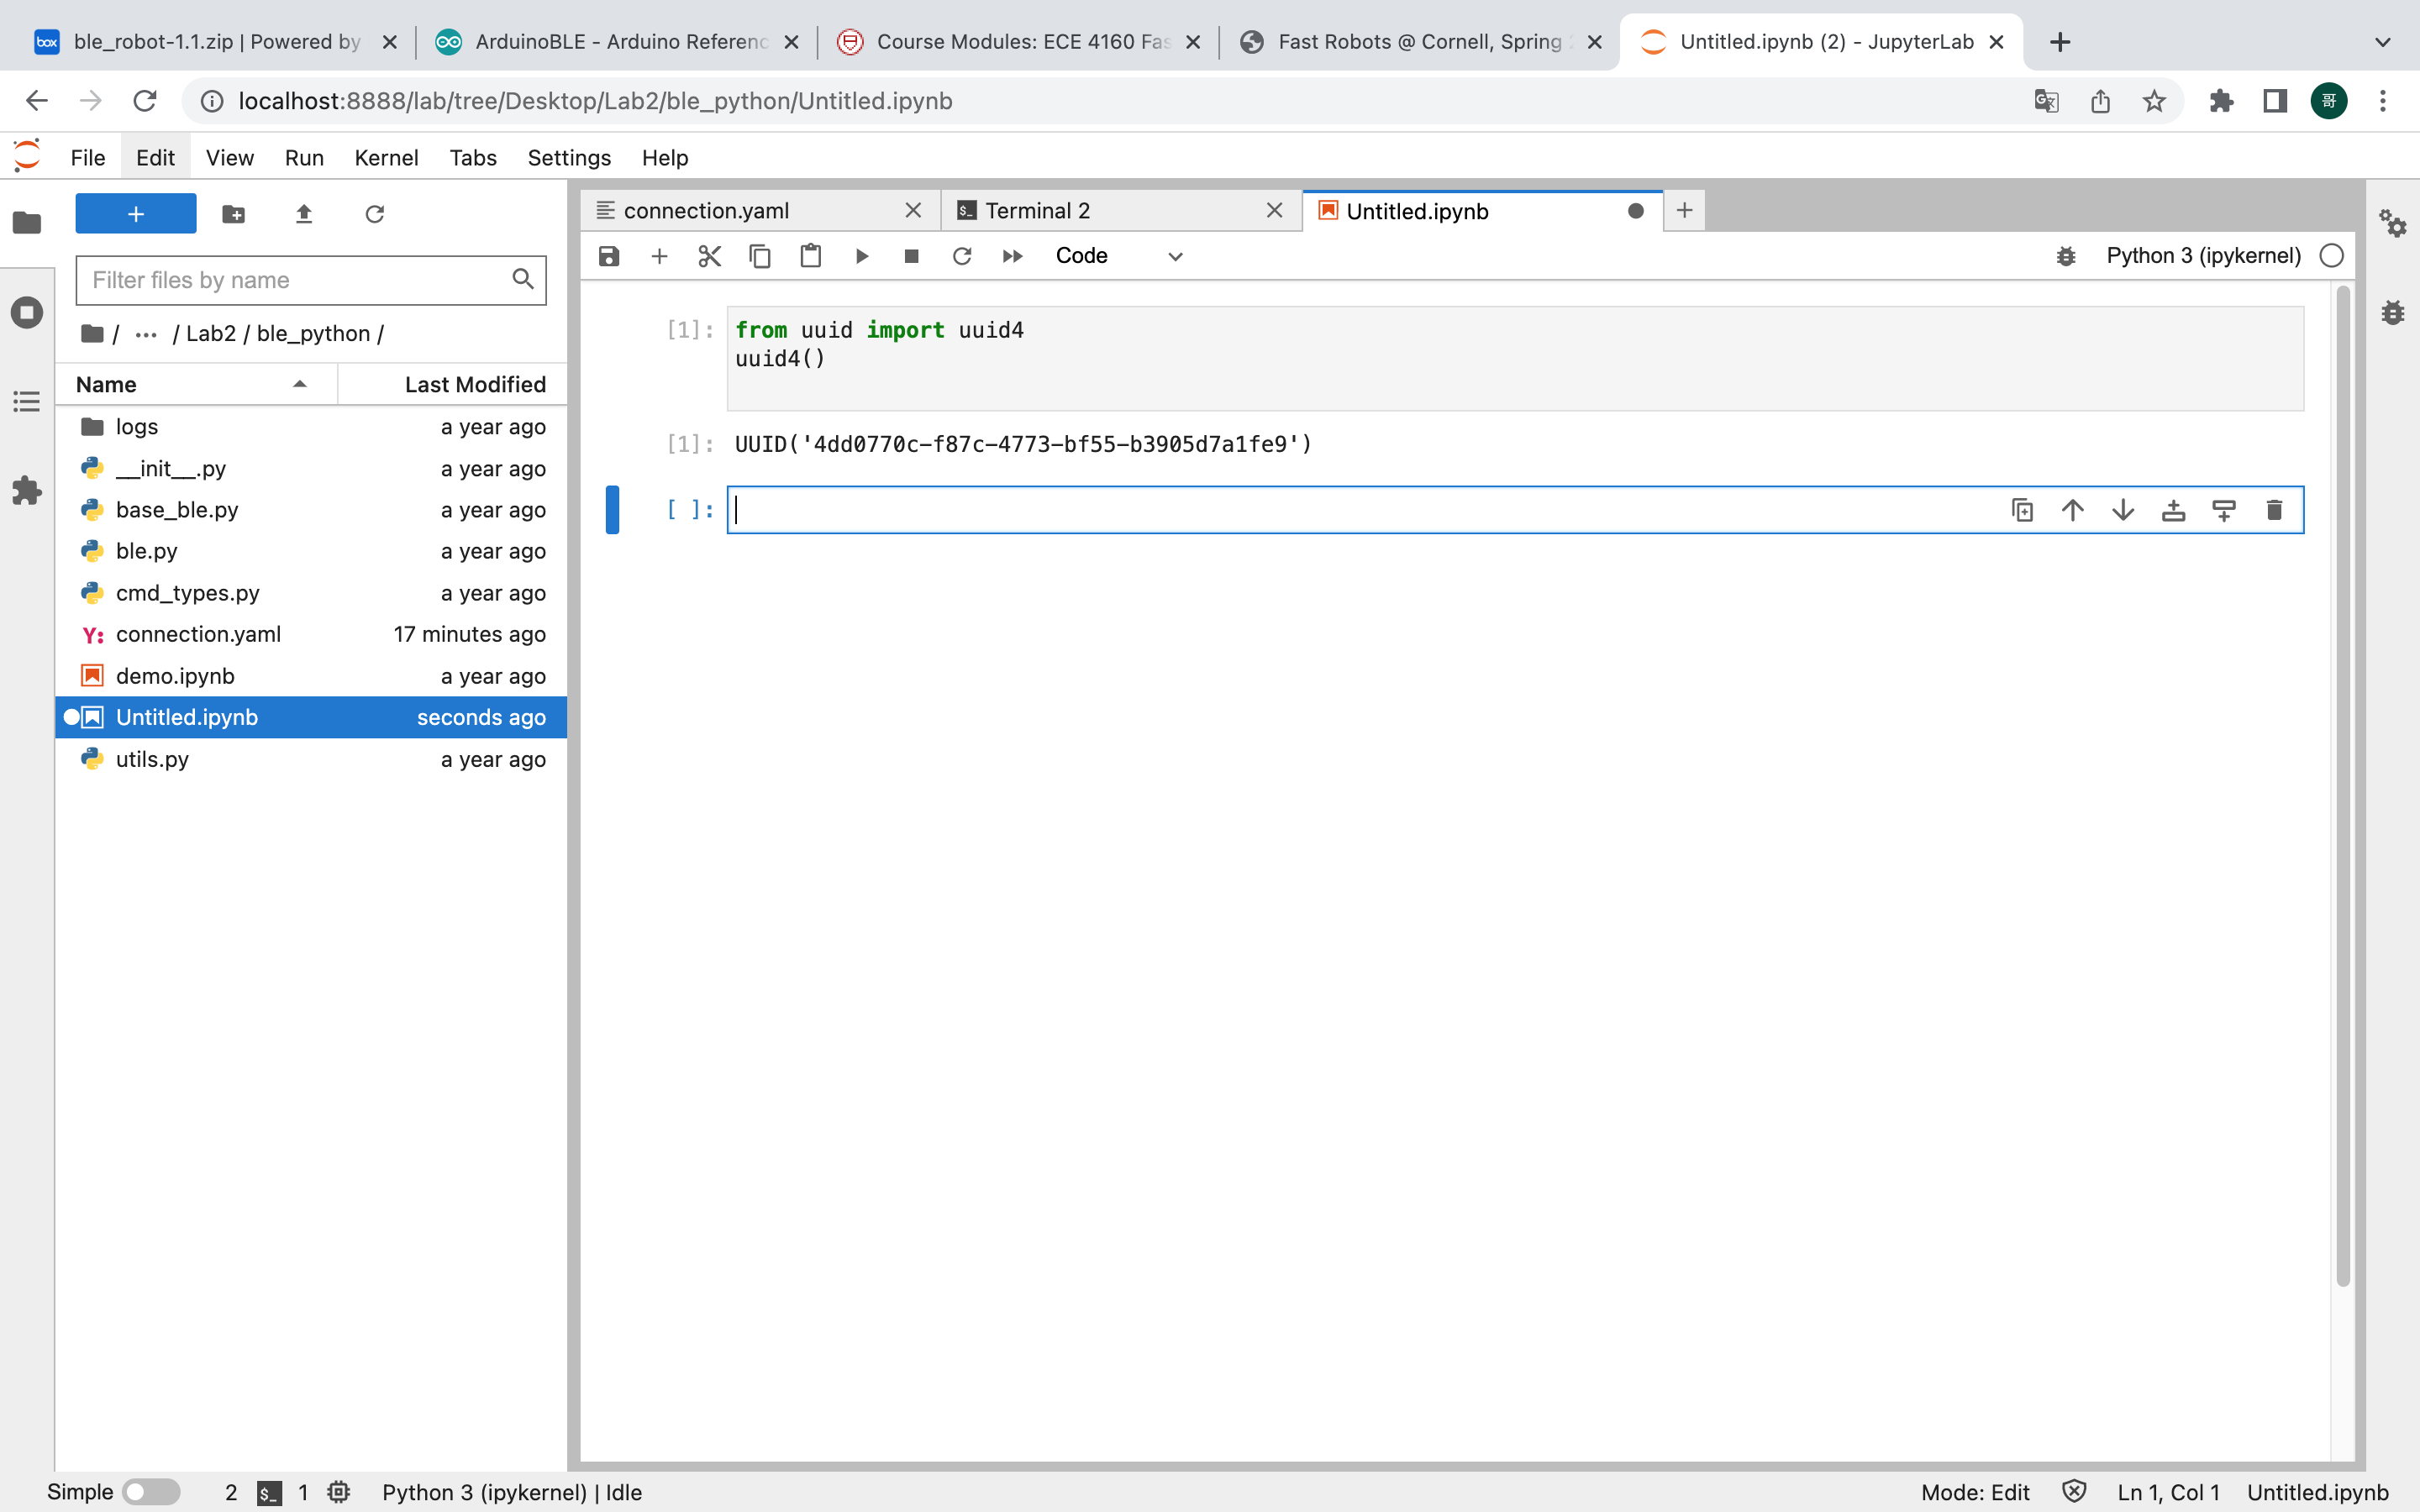 ble_robot-1.1.zip | Powered by
ArduinoBLE - Arduino Referenc
Course Modules: ECE 4160 Fas
Fast Robots @ Cornell, Spring
Untitled.ipynb (2) - JupyterLab
localhost:8888/lab/tree/Desktop/Lab2/ble_python/Untitled.ipynb
哥
File Edit View Run Kernel Tabs Settings Help
connection.yaml
Terminal 2
Untitled.ipynb
Code
Python 3 (ipykernel)
Filter files by name
/ ··· / Lab2 / ble_python /
Name Last Modified
logs a year ago
__init__.py a year ago
base_ble.py a year ago
ble.py a year ago
cmd_types.py a year ago
Y: connection.yaml 17 minutes ago
demo.ipynb a year ago
Untitled.ipynb seconds ago
utils.py a year ago
[1]: from uuid import uuid4
uuid4()
[1]: UUID('4dd0770c-f87c-4773-bf55-b3905d7a1fe9')
[ ]:
Simple 2 $_ 1 Python 3 (ipykernel) | Idle Mode: Edit Ln 1, Col 1 Untitled.ipynb